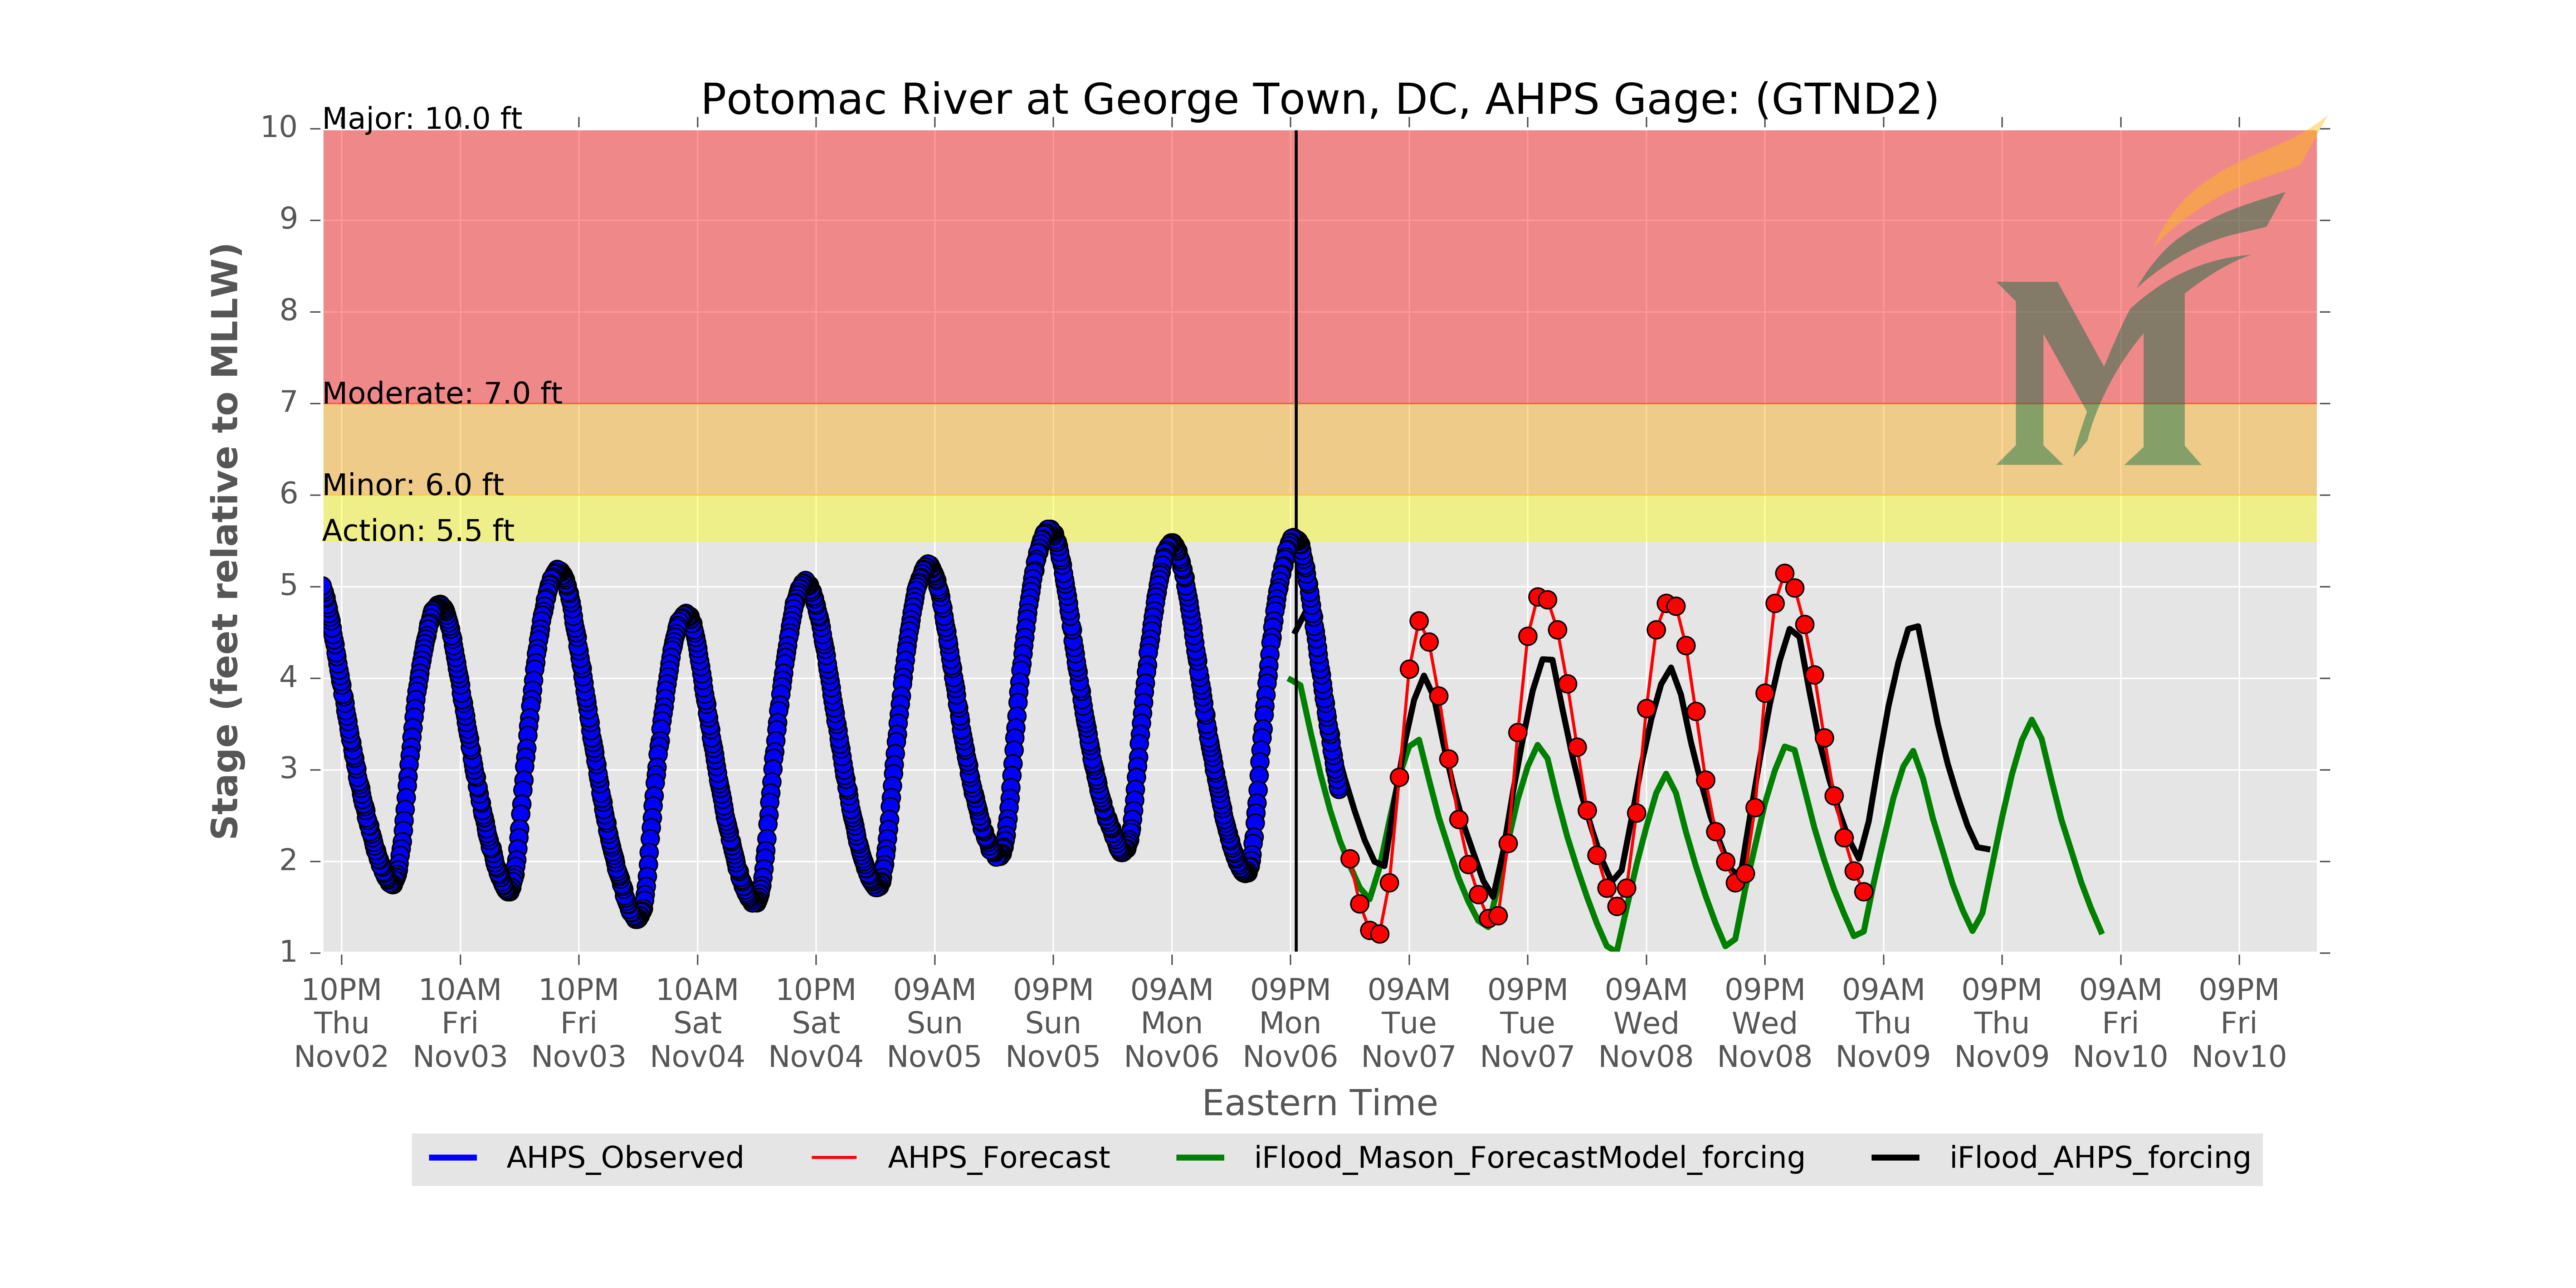 Potomac River at George Town, DC, AHPS Gage: (GTND2)
Major: 10.0 ft
Moderate: 7.0 ft
Minor: 6.0 ft
Action: 5.5 ft
Stage (feet relative to MLLW)
10
9
8
7
6
5
4
3
2
1
10PM 10AM 10PM 10AM 10PM 09AM 09PM 09AM 09PM 09AM 09PM 09AM 09PM 09AM 09PM 09AM 09PM
Thu Fri Fri Sat Sat Sun Sun Mon Mon Tue Tue Wed Wed Thu Thu Fri Fri
Nov02 Nov03 Nov03 Nov04 Nov04 Nov05 Nov05 Nov06 Nov06 Nov07 Nov07 Nov08 Nov08 Nov09 Nov09 Nov10 Nov10
Eastern Time
AHPS_Observed AHPS_Forecast iFlood_Mason_ForecastModel_forcing iFlood_AHPS_forcing
M